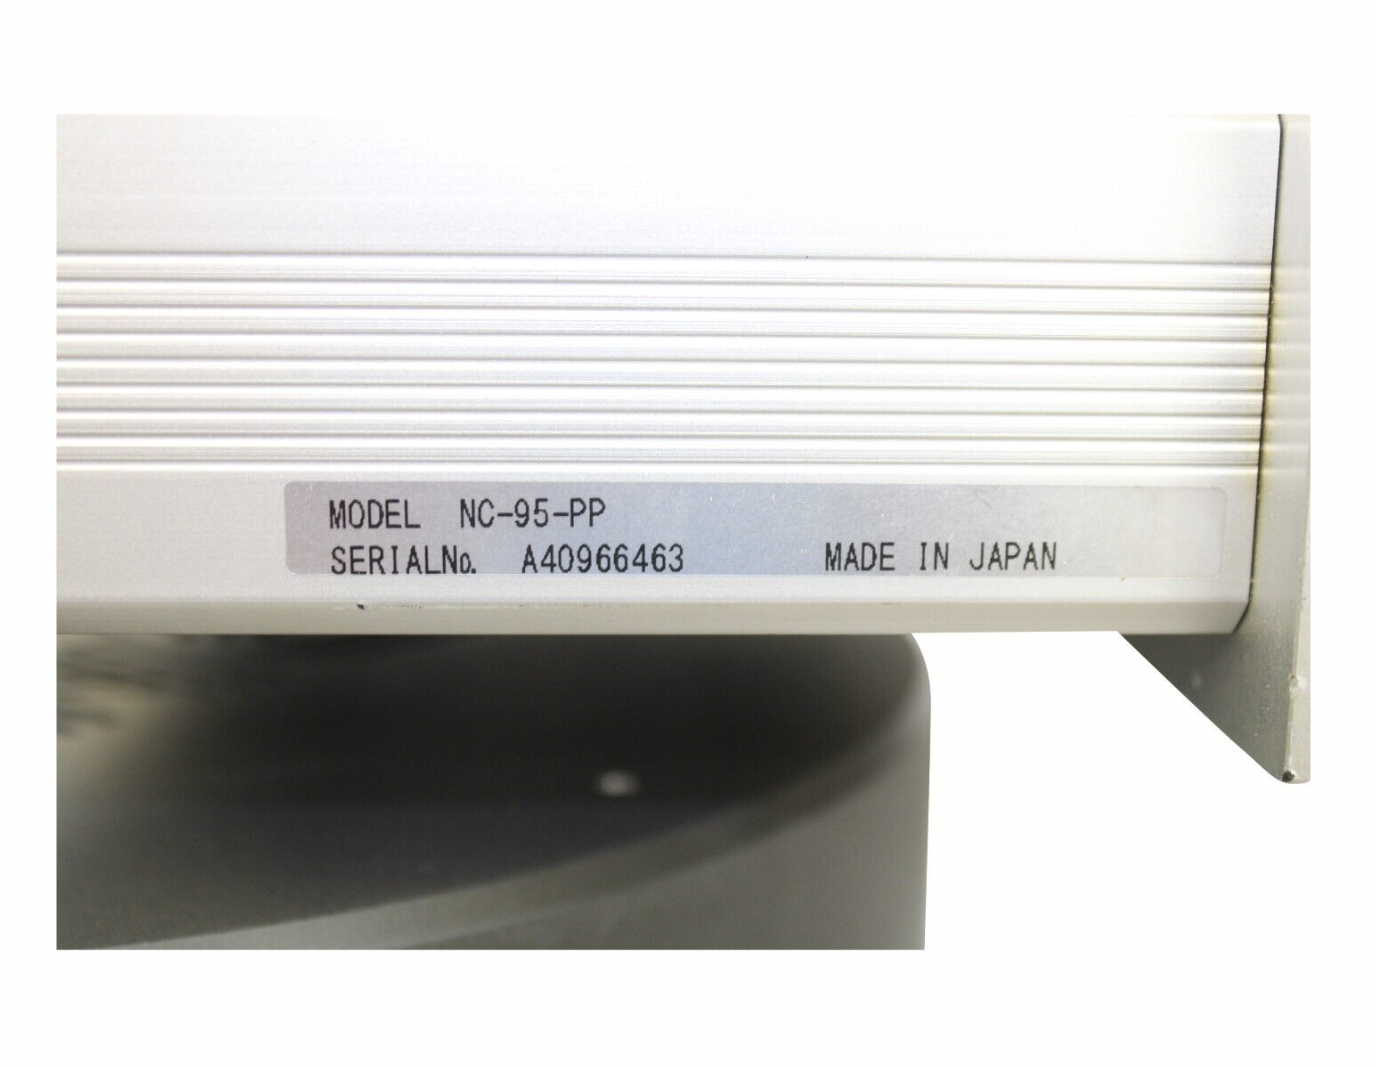 MODEL NC-95-PP
SERIALNo. A40966463 MADE IN JAPAN